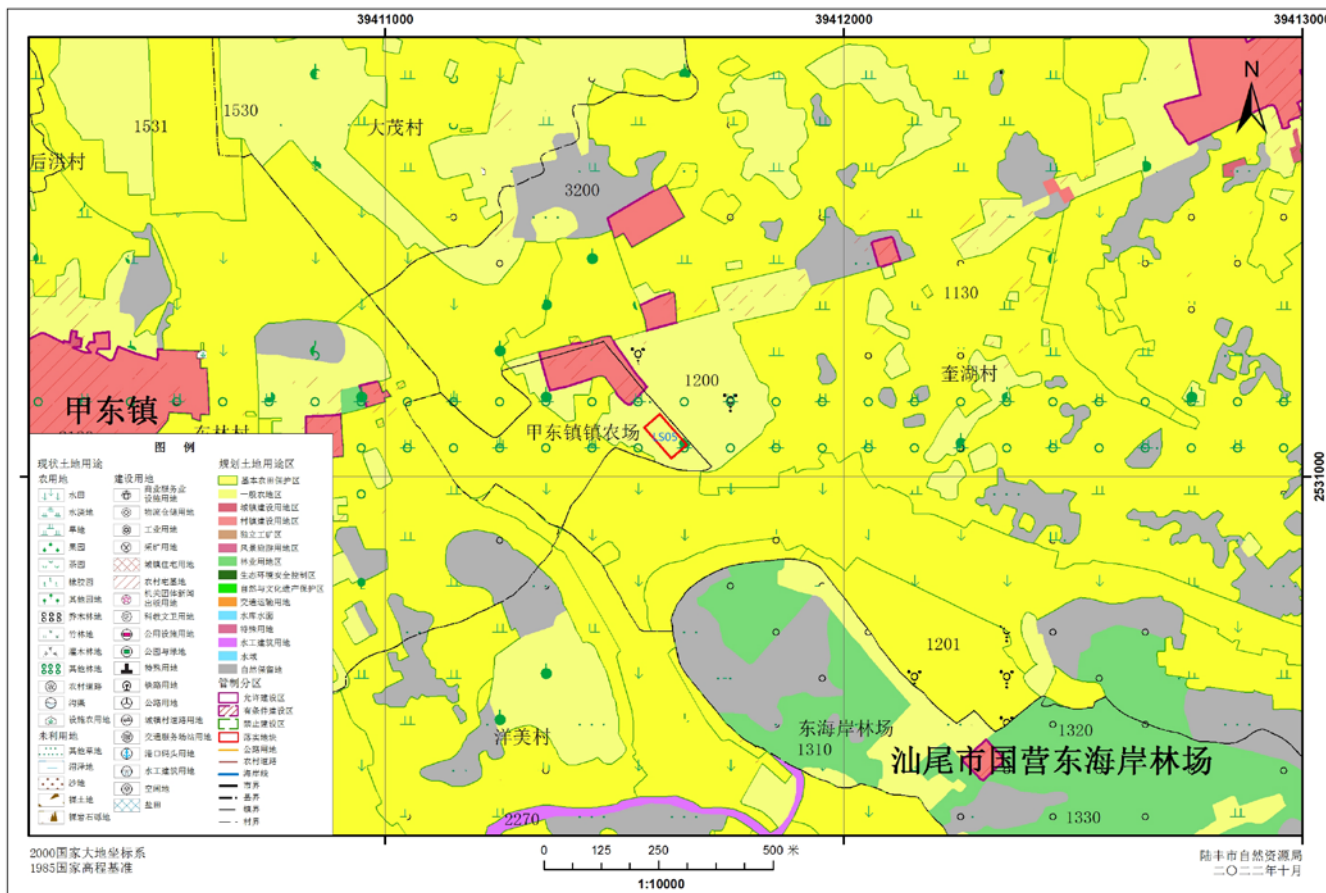 39411000
39412000
39413000
N
1530
1531
大茂村
后洪村
3200
1130
奎湖村
1200
甲东镇
甲东镇镇农场
LS05
2531000
1201
东海岸林场
1310
1320
汕尾市国营东海岸林场
洋美村
2270
1330
图 例
现状土地用途
农用地
水田
水浇地
旱地
果园
茶园
橡胶园
其他园地
乔木林地
竹林地
灌木林地
其他林地
农村道路
沟渠
设施农用地
未利用地
其他草地
沼泽地
沙地
裸土地
裸岩石砾地
建设用地
商业服务业
设施用地
物流仓储用地
工业用地
采矿用地
城镇住宅用地
农村宅基地
机关团体新闻
出版用地
科教文卫用地
公用设施用地
公园与绿地
特殊用地
铁路用地
公路用地
城镇村道路用地
交通服务场站用地
港口码头用地
水工建筑用地
空闲地
盐田
规划土地用途区
基本农田保护区
一般农地区
城镇建设用地区
村镇建设用地区
独立工矿区
风景旅游用地区
林业用地区
生态环境安全控制区
自然与文化遗产保护区
交通运输用地
水库水面
特殊用地
水工建筑用地
水域
自然保留地
管制分区
允许建设区
有条件建设区
禁止建设区
落实地块
公路用地
农村道路
海岸线
市界
县界
镇界
村界
2000国家大地坐标系
1985国家高程基准
0 125 250 500 米
1:10000
陆丰市自然资源局
二〇二二年十月